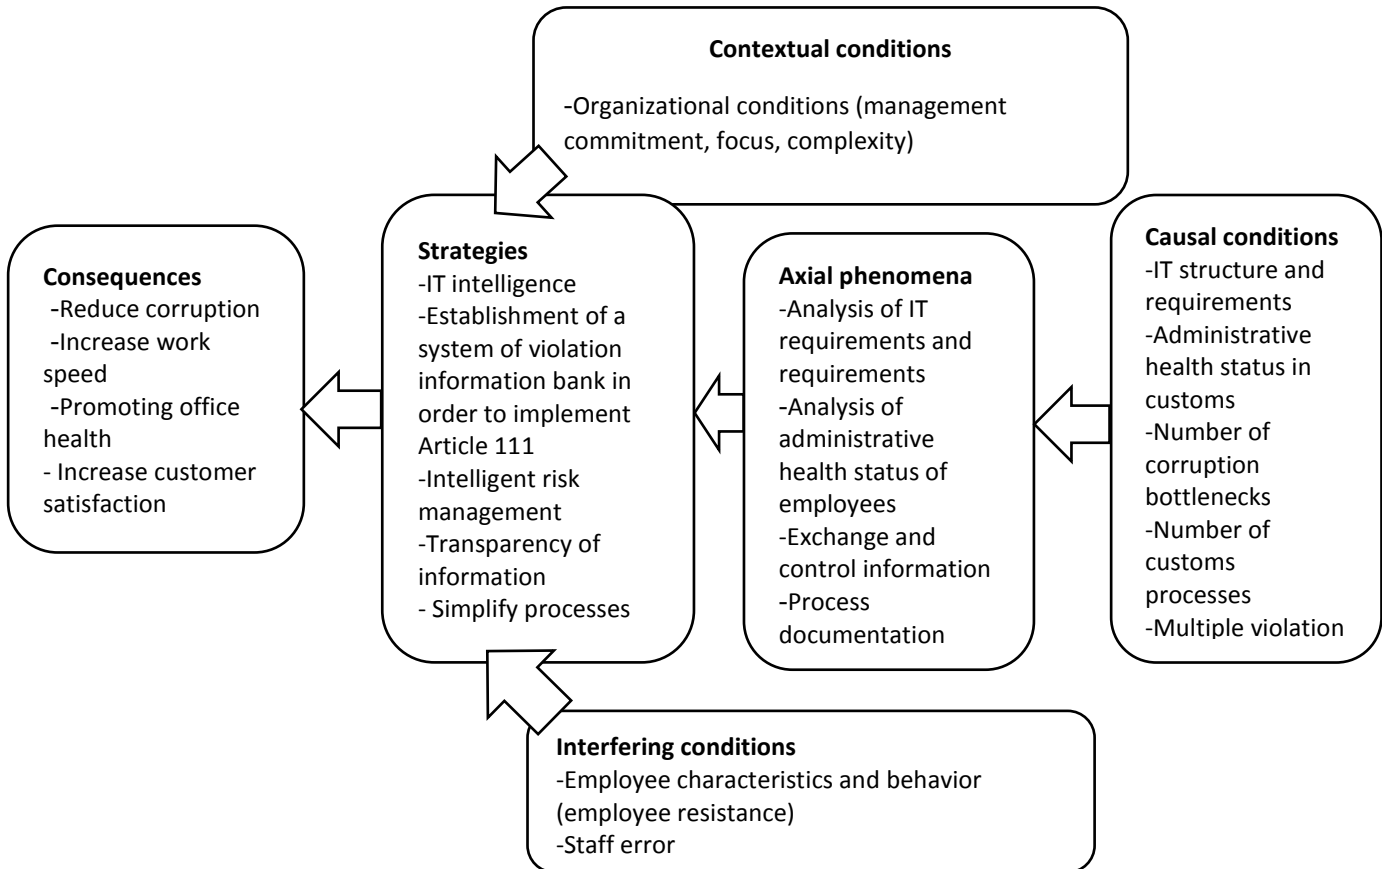 Contextual conditions
-Organizational conditions (management
commitment, focus, complexity)
Consequences
-Reduce corruption
-Increase work
speed
-Promoting office
health
- Increase customer
satisfaction
Strategies
-IT intelligence
-Establishment of a
system of violation
information bank in
order to implement
Article 111
-Intelligent risk
management
-Transparency of
information
- Simplify processes
Axial phenomena
-Analysis of IT
requirements and
requirements
-Analysis of
administrative
health status of
employees
-Exchange and
control information
-Process
documentation
Causal conditions
-IT structure and
requirements
-Administrative
health status in
customs
-Number of
corruption
bottlenecks
-Number of
customs
processes
-Multiple violation
Interfering conditions
-Employee characteristics and behavior
(employee resistance)
-Staff error